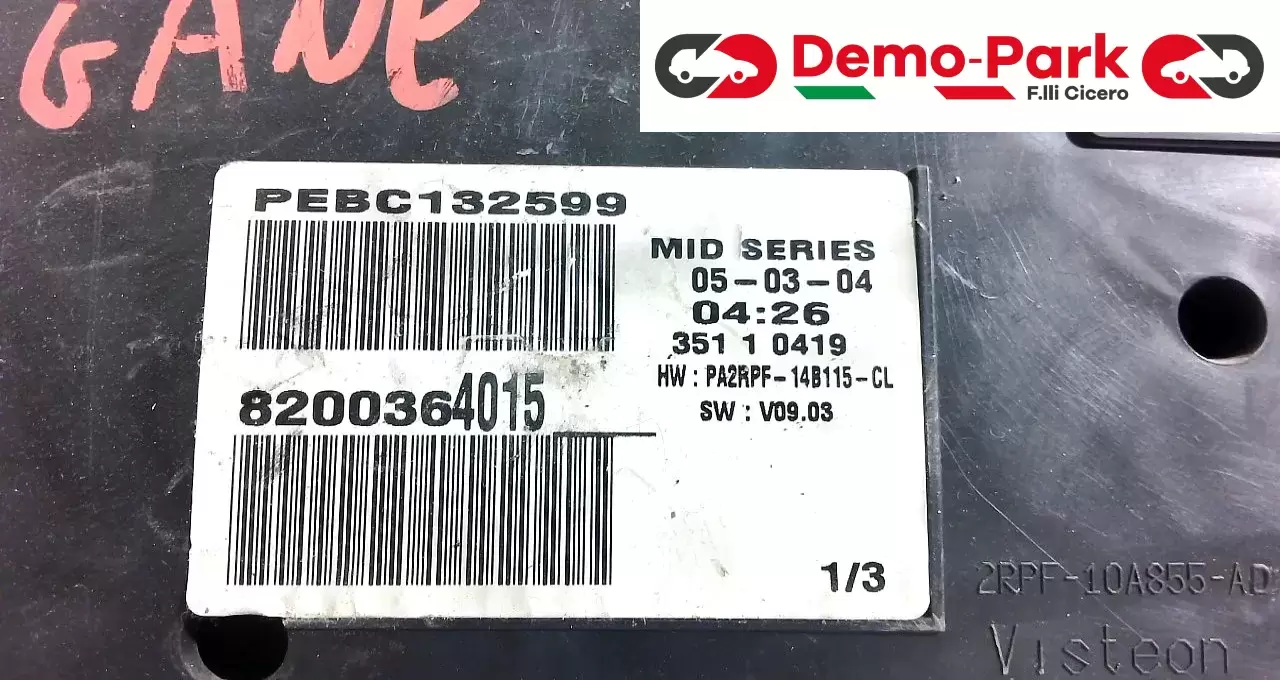 GANE
Demo-Park
F.lli Cicero
PEBC132599
MID SERIES
05-03-04
04:26
351 1 0419
HW : PA2RPF-14B115-CL
SW : V09.03
8200364015
1/3
2RPF-10A855-AD
Visteon